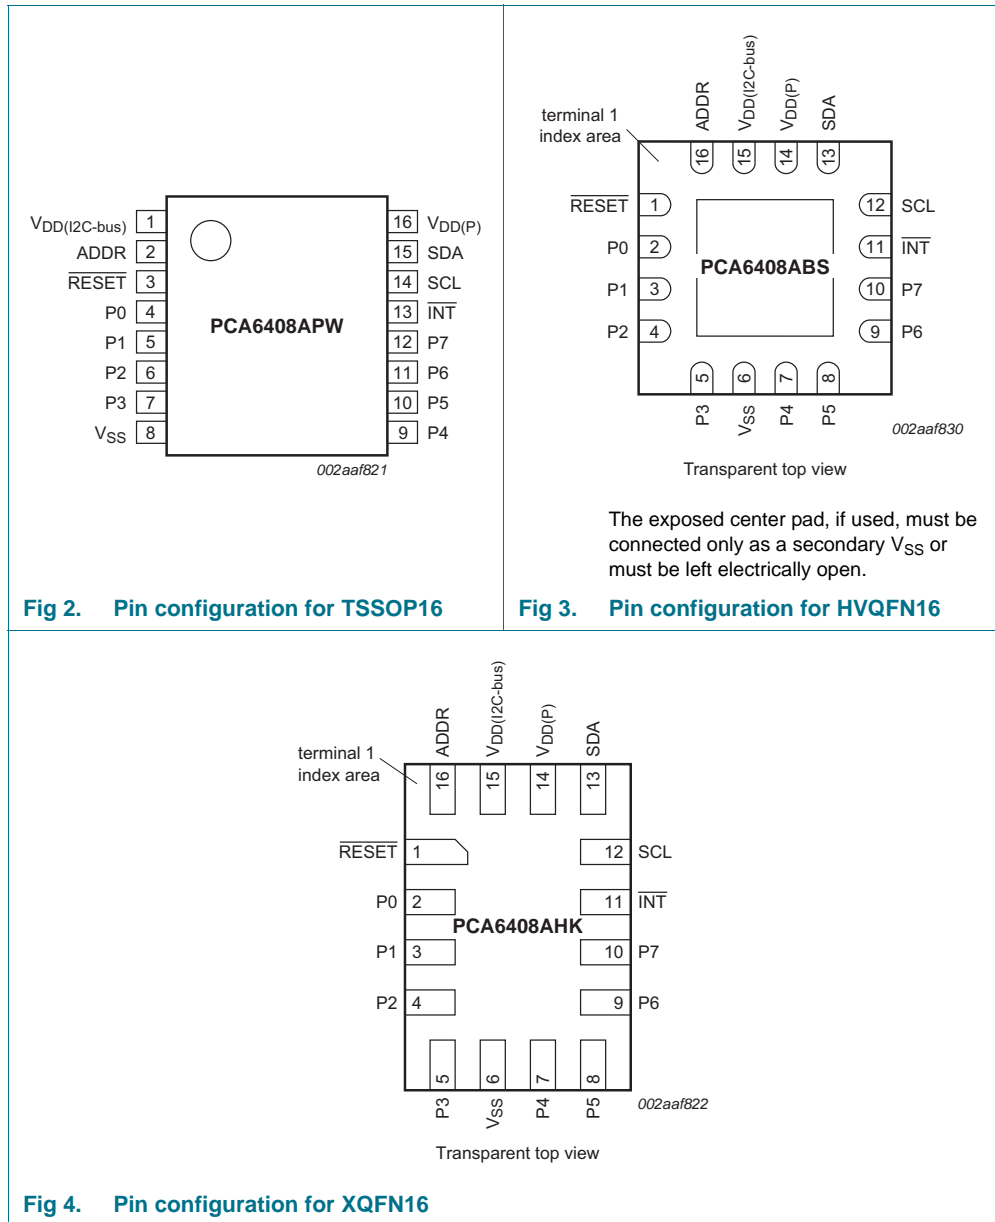 VDD(I2C-bus) 1
ADDR 2
RESET 3
P0 4
P1 5
P2 6
P3 7
VSS 8
PCA6408APW
16 VDD(P)
15 SDA
14 SCL
13 INT
12 P7
11 P6
10 P5
9 P4
002aaf821
Fig 2. Pin configuration for TSSOP16
terminal 1
index area
ADDR
VDD(I2C-bus)
VDD(P)
SDA
16
15
14
13
RESET 1
P0 2
P1 3
P2 4
PCA6408ABS
12 SCL
11 INT
10 P7
9 P6
5
6
7
8
P3
VSS
P4
P5
002aaf830
Transparent top view
The exposed center pad, if used, must be
connected only as a secondary VSS or
must be left electrically open.
Fig 3. Pin configuration for HVQFN16
terminal 1
index area
ADDR
VDD(I2C-bus)
VDD(P)
SDA
16
15
14
13
RESET 1
P0 2
P1 3
P2 4
PCA6408AHK
12 SCL
11 INT
10 P7
9 P6
5
6
7
8
P3
VSS
P4
P5
002aaf822
Transparent top view
Fig 4. Pin configuration for XQFN16